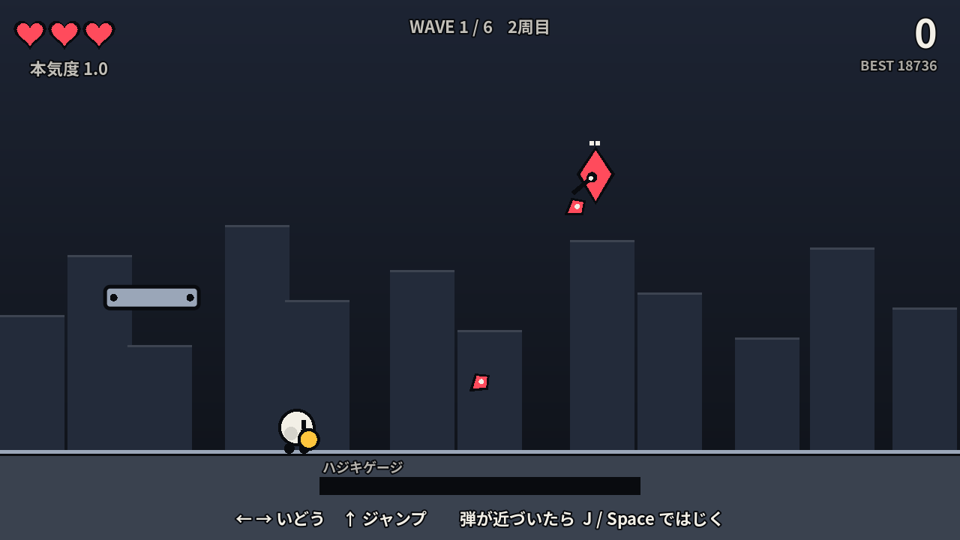 WAVE 1 / 6 2周目
0
本気度 1.0
BEST 18736
ハジキゲージ
←→ いどう ↑ ジャンプ 弾が近づいたら J / Space ではじく